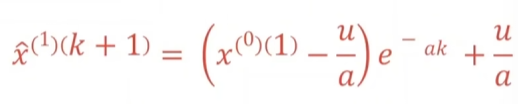 x̂⁽¹⁾(k + 1) = (x⁽⁰⁾(1) − u/a) e⁻ᵃᵏ + u/a